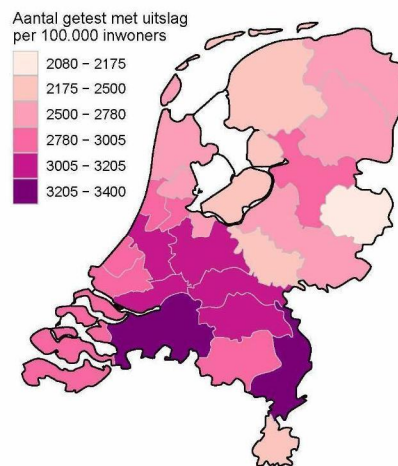 Aantal getest met uitslag
per 100.000 inwoners
2080 – 2175
2175 – 2500
2500 – 2780
2780 – 3005
3005 – 3205
3205 – 3400